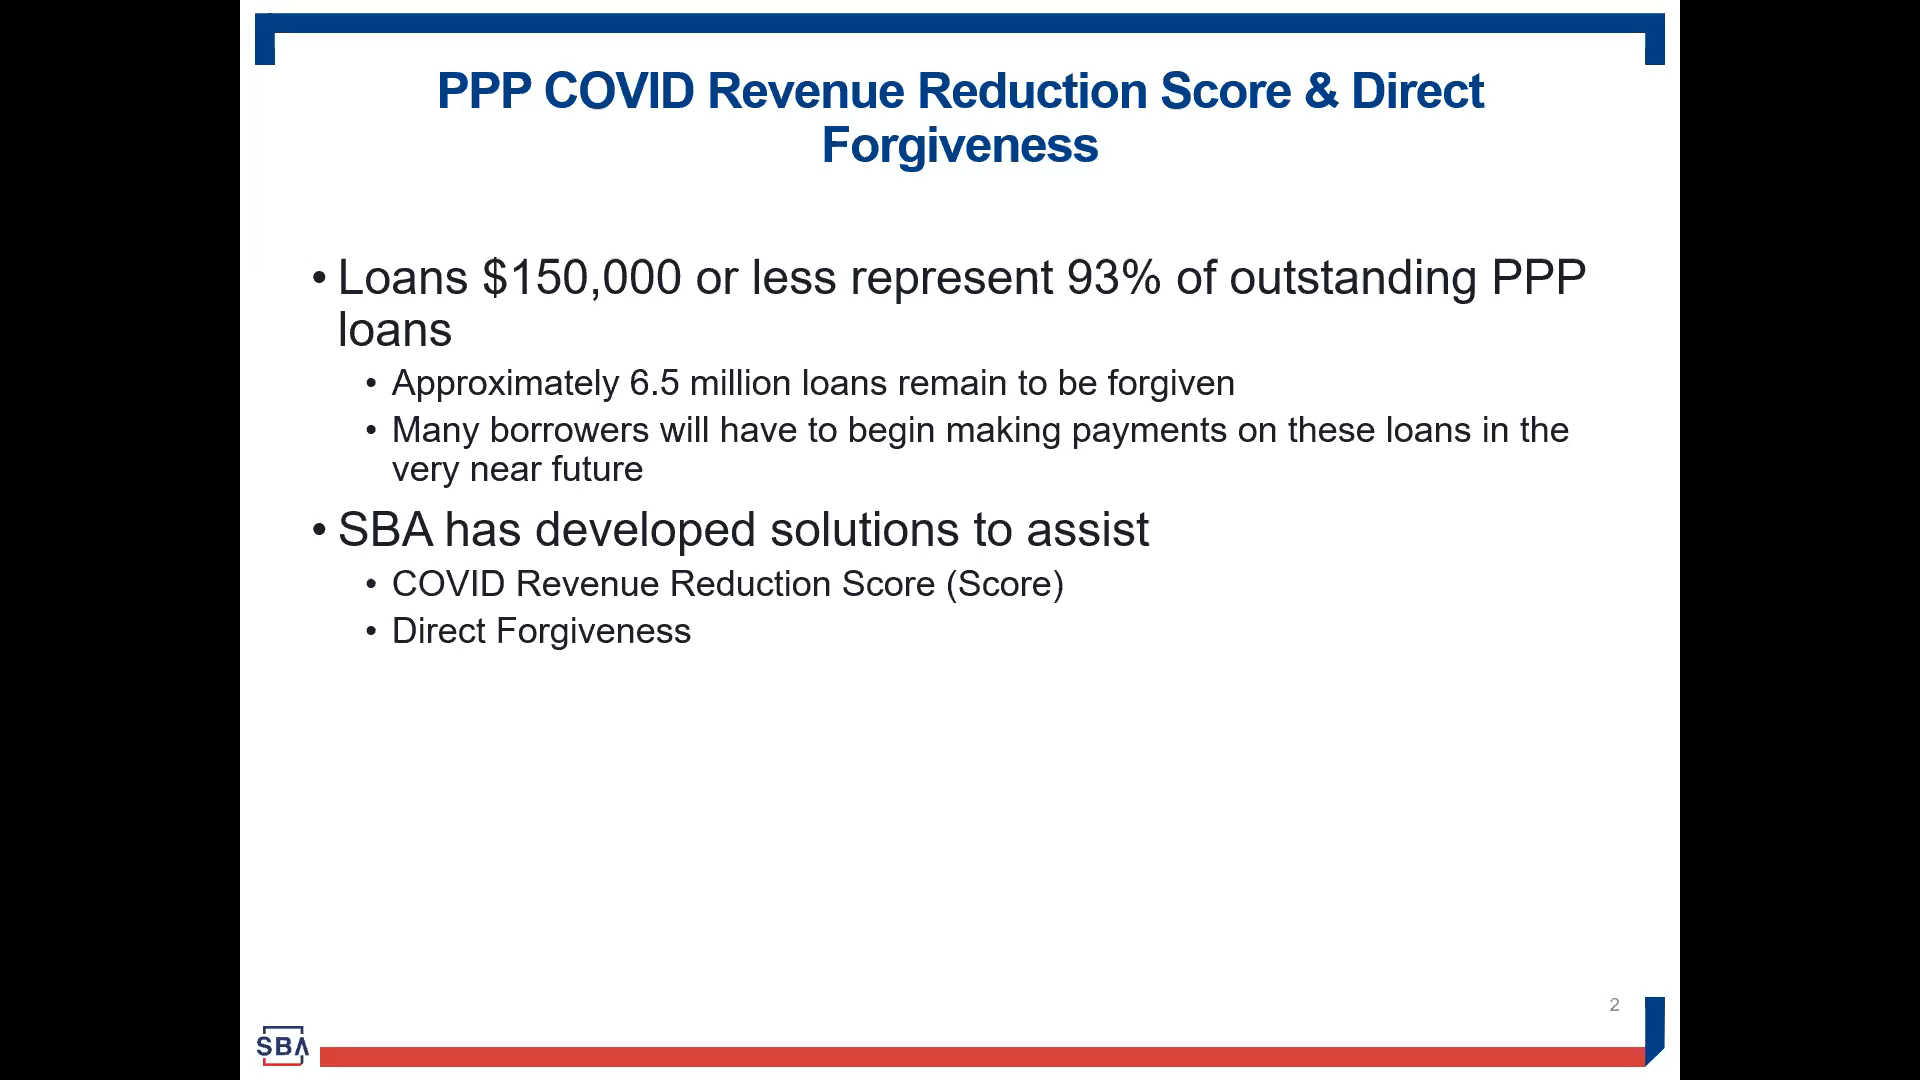 PPP COVID Revenue Reduction Score & Direct
Forgiveness
• Loans $150,000 or less represent 93% of outstanding PPP
loans
• Approximately 6.5 million loans remain to be forgiven
• Many borrowers will have to begin making payments on these loans in the
very near future
• SBA has developed solutions to assist
• COVID Revenue Reduction Score (Score)
• Direct Forgiveness
2
SBA